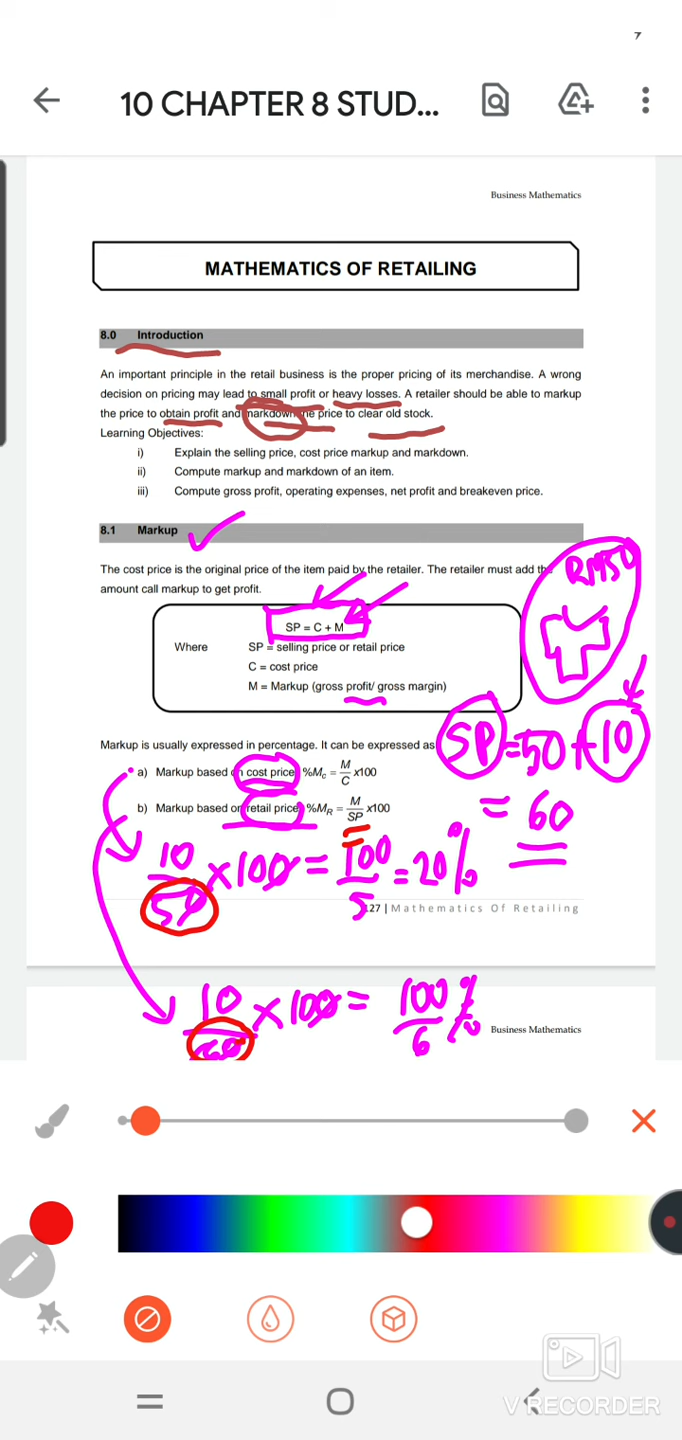 7
10 CHAPTER 8 STUD...
Business Mathematics
MATHEMATICS OF RETAILING
8.0 Introduction
An important principle in the retail business is the proper pricing of its merchandise. A wrong
decision on pricing may lead to small profit or heavy losses. A retailer should be able to markup
the price to obtain profit and markdown the price to clear old stock.
Learning Objectives:
i) Explain the selling price, cost price markup and markdown.
ii) Compute markup and markdown of an item.
iii) Compute gross profit, operating expenses, net profit and breakeven price.
8.1 Markup
The cost price is the original price of the item paid by the retailer. The retailer must add the
amount call markup to get profit.
RM50
SP = C + M
Where SP = selling price or retail price
C = cost price
M = Markup (gross profit/ gross margin)
SP = 50 + 10
= 60
Markup is usually expressed in percentage. It can be expressed as
a) Markup based on cost price, %Mc = M/C x100
b) Markup based on retail price, %MR = M/SP x100
10/50 × 100 = 100/5 = 20%
127 | Mathematics Of Retailing
10/60 × 100 = 100/6 %
Business Mathematics
V RECORDER